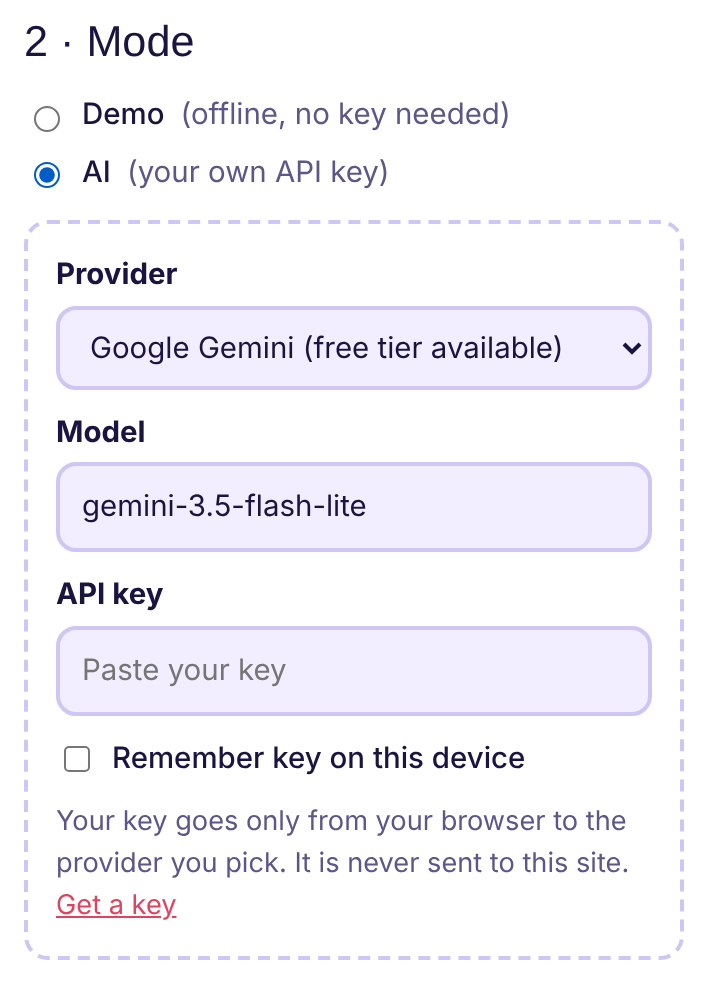 2 · Mode
Demo (offline, no key needed)
AI (your own API key)
Provider
Google Gemini (free tier available)
Model
gemini-3.5-flash-lite
API key
Paste your key
Remember key on this device
Your key goes only from your browser to the
provider you pick. It is never sent to this site.
Get a key